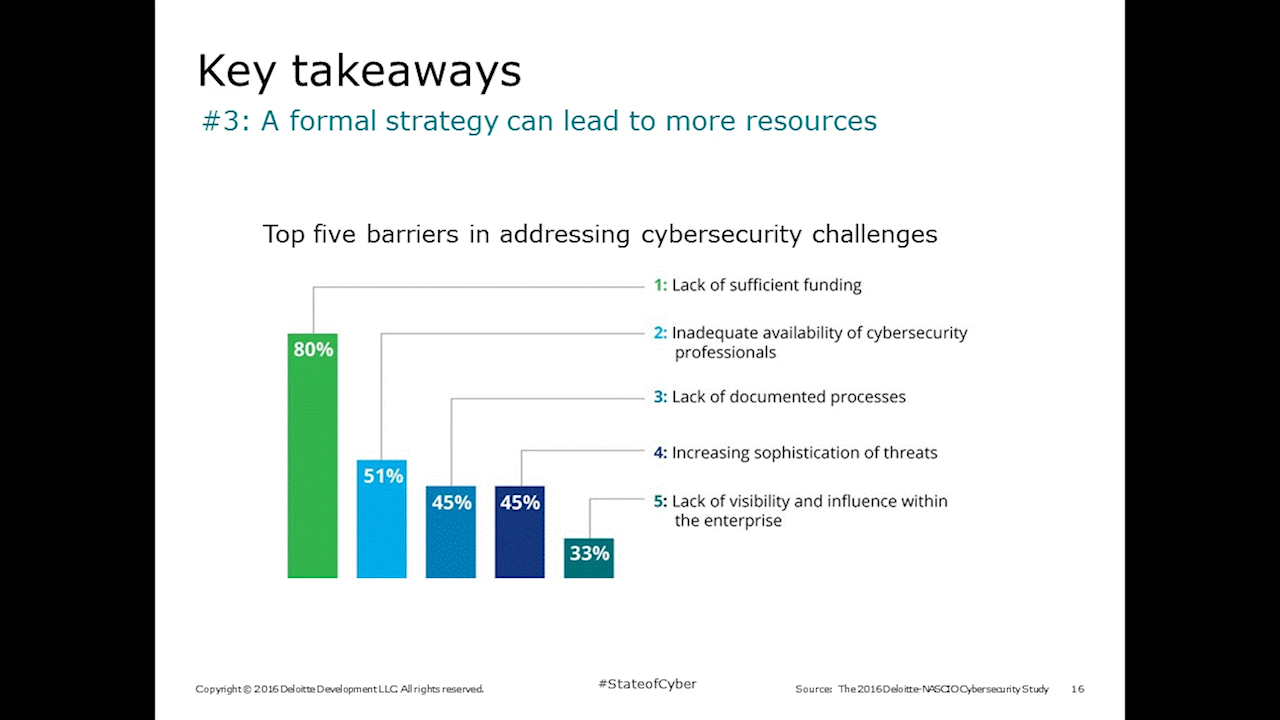 Key takeaways
#3: A formal strategy can lead to more resources
Top five barriers in addressing cybersecurity challenges
80%
51%
45%
45%
33%
1: Lack of sufficient funding
2: Inadequate availability of cybersecurity
professionals
3: Lack of documented processes
4: Increasing sophistication of threats
5: Lack of visibility and influence within
the enterprise
Copyright © 2016 Deloitte Development LLC. All rights reserved.
#StateofCyber
Source: The 2016 Deloitte-NASCIO Cybersecurity Study
16